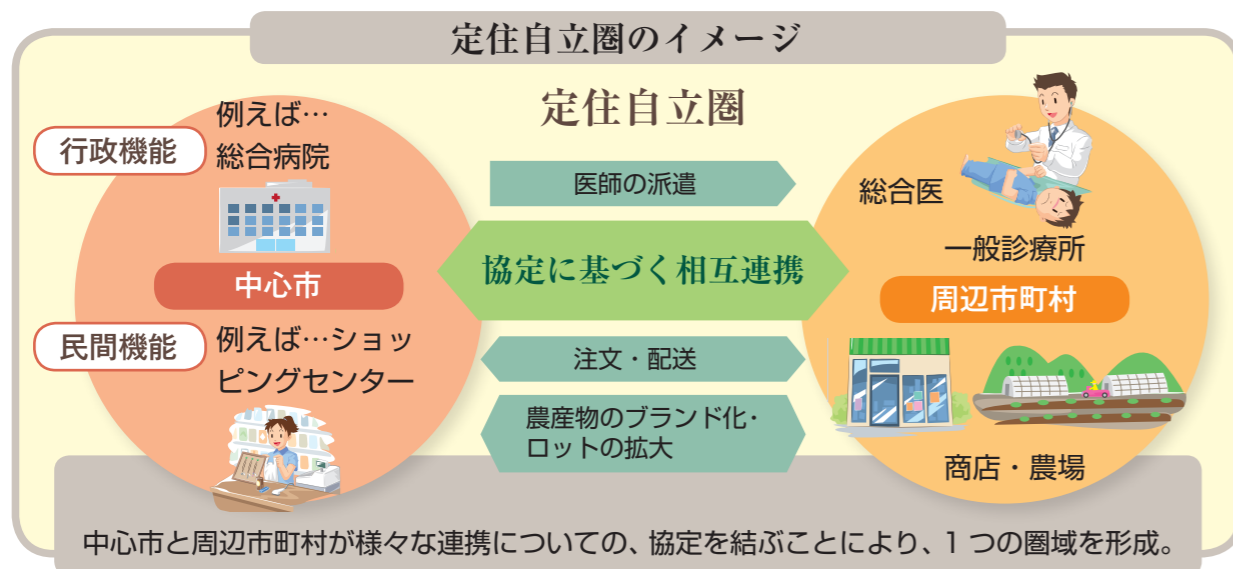 定住自立圏のイメージ
定住自立圏
行政機能
例えば…
総合病院
中心市
民間機能
例えば…ショッ
ピングセンター
医師の派遣
協定に基づく相互連携
注文・配送
農産物のブランド化・
ロットの拡大
総合医
一般診療所
周辺市町村
商店・農場
中心市と周辺市町村が様々な連携についての、協定を結ぶことにより、1つの圏域を形成。